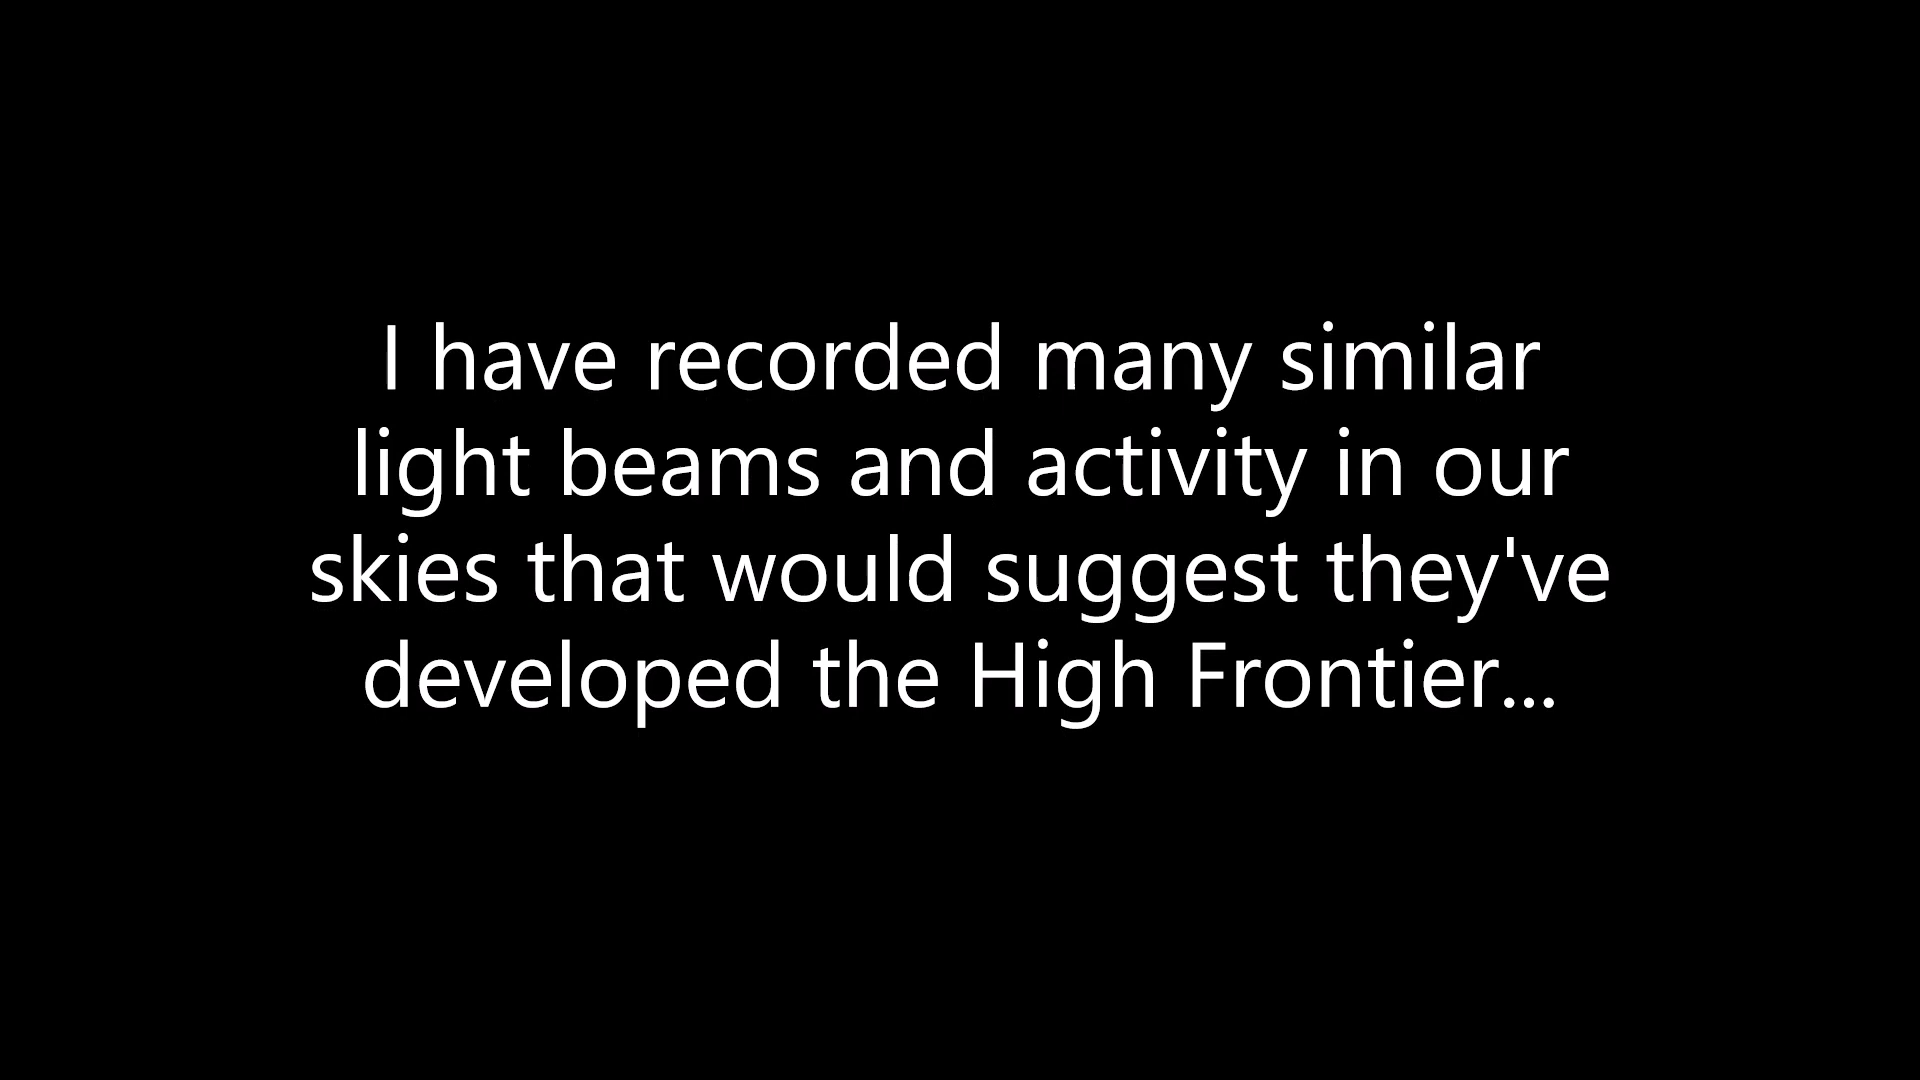 I have recorded many similar
light beams and activity in our
skies that would suggest they've
developed the High Frontier...